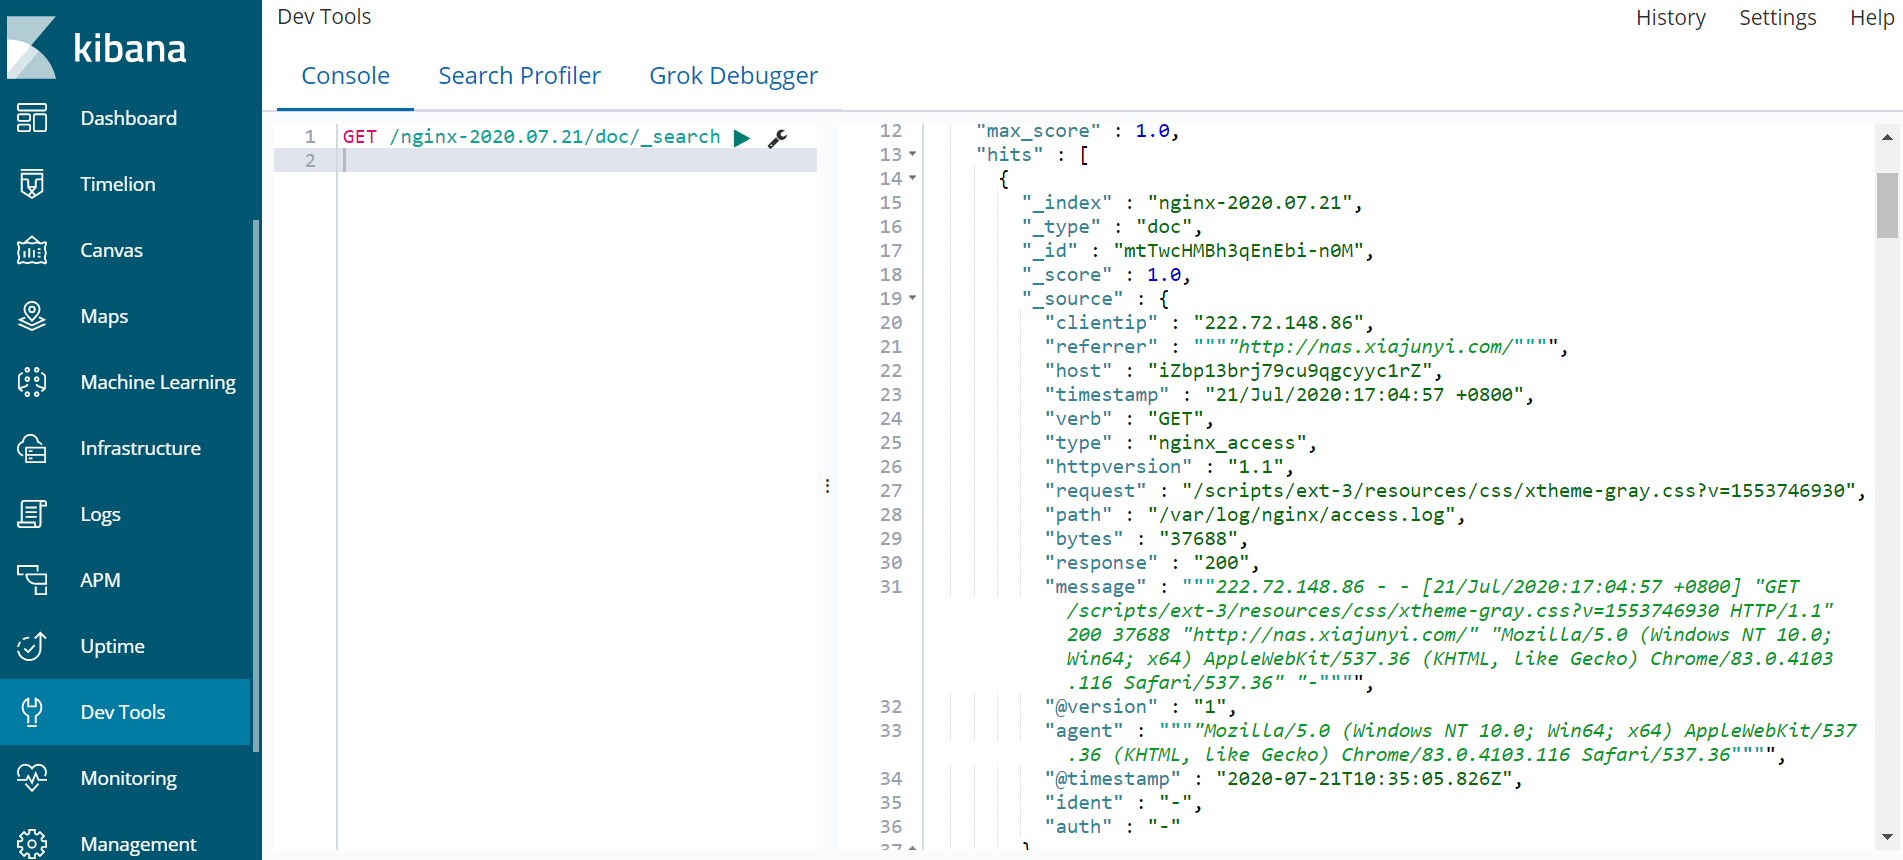 kibana
Dashboard
Timelion
Canvas
Maps
Machine Learning
Infrastructure
Logs
APM
Uptime
Dev Tools
Monitoring
Management
Dev Tools
History Settings Help
Console Search Profiler Grok Debugger
1 GET /nginx-2020.07.21/doc/_search
2
12 "max_score" : 1.0,
13 "hits" : [
14 {
15 "_index" : "nginx-2020.07.21",
16 "_type" : "doc",
17 "_id" : "mtTwcHMBh3qEnEbi-n0M",
18 "_score" : 1.0,
19 "_source" : {
20 "clientip" : "222.72.148.86",
21 "referrer" : """"http://nas.xiajunyi.com/"""",
22 "host" : "iZbp13brj79cu9qgcyyc1rZ",
23 "timestamp" : "21/Jul/2020:17:04:57 +0800",
24 "verb" : "GET",
25 "type" : "nginx_access",
26 "httpversion" : "1.1",
27 "request" : "/scripts/ext-3/resources/css/xtheme-gray.css?v=1553746930",
28 "path" : "/var/log/nginx/access.log",
29 "bytes" : "37688",
30 "response" : "200",
31 "message" : """222.72.148.86 - - [21/Jul/2020:17:04:57 +0800] "GET
/scripts/ext-3/resources/css/xtheme-gray.css?v=1553746930 HTTP/1.1"
200 37688 "http://nas.xiajunyi.com/" "Mozilla/5.0 (Windows NT 10.0;
Win64; x64) AppleWebKit/537.36 (KHTML, like Gecko) Chrome/83.0.4103
.116 Safari/537.36" "-"""",
32 "@version" : "1",
33 "agent" : """"Mozilla/5.0 (Windows NT 10.0; Win64; x64) AppleWebKit/537
.36 (KHTML, like Gecko) Chrome/83.0.4103.116 Safari/537.36"""",
34 "@timestamp" : "2020-07-21T10:35:05.826Z",
35 "ident" : "-",
36 "auth" : "-"
37 }